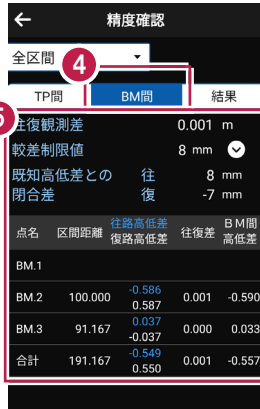 ← 精度確認
全区間
4
TP間 BM間 結果
5
往復観測差 0.001 m
較差制限値 8 mm
既知高低差との 往 8 mm
閉合差 復 -7 mm
点名 区間距離 往路高低差 復路高低差 往復差 BM間高低差
BM.1
BM.2 100.000 -0.586 0.587 0.001 -0.590
BM.3 91.167 0.037 -0.037 0.000 0.033
合計 191.167 -0.549 0.550 0.001 -0.557